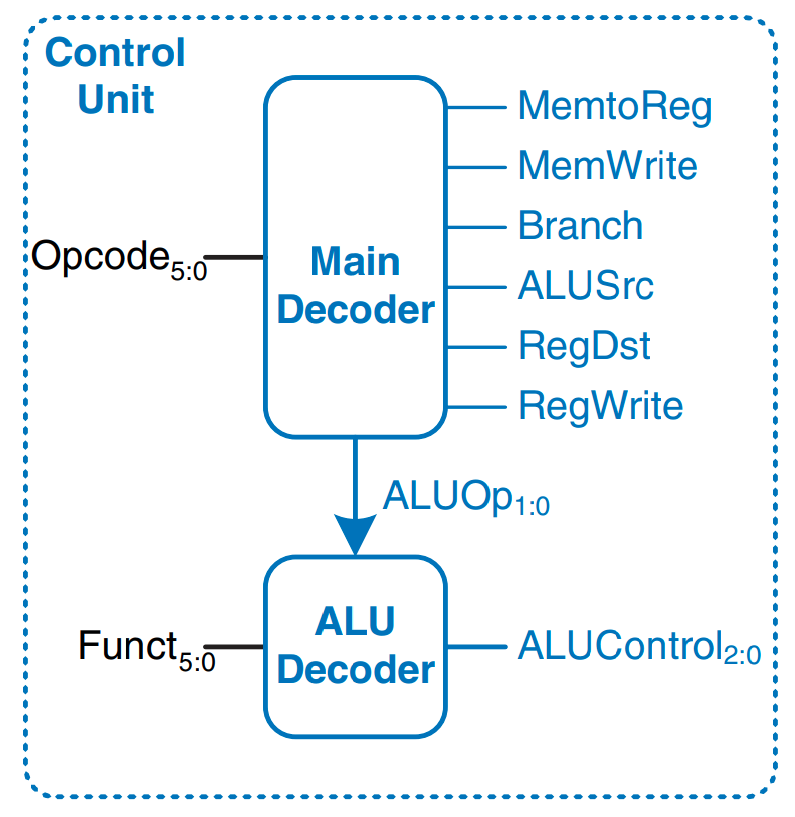 Control
Unit
MemtoReg
MemWrite
Branch
Opcode5:0
Main
Decoder
ALUSrc
RegDst
RegWrite
ALUOp1:0
Funct5:0
ALU
Decoder
ALUControl2:0